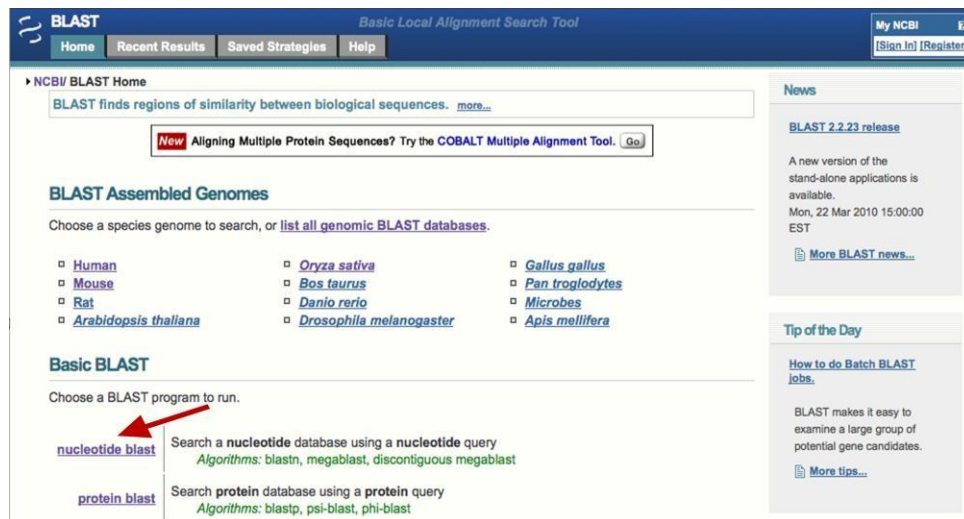 BLAST
Basic Local Alignment Search Tool
My NCBI
Home
Recent Results
Saved Strategies
Help
[Sign In] [Register
NCBI/ BLAST Home
BLAST finds regions of similarity between biological sequences. more...
New Aligning Multiple Protein Sequences? Try the COBALT Multiple Alignment Tool. Go
BLAST Assembled Genomes
Choose a species genome to search, or list all genomic BLAST databases.
Human
Mouse
Rat
Arabidopsis thaliana
Oryza sativa
Bos taurus
Danio rerio
Drosophila melanogaster
Gallus gallus
Pan troglodytes
Microbes
Apis mellifera
Basic BLAST
Choose a BLAST program to run.
nucleotide blast
Search a nucleotide database using a nucleotide query
Algorithms: blastn, megablast, discontiguous megablast
protein blast
Search protein database using a protein query
Algorithms: blastp, psi-blast, phi-blast
News
BLAST 2.2.23 release
A new version of the
stand-alone applications is
available.
Mon, 22 Mar 2010 15:00:00
EST
More BLAST news...
Tip of the Day
How to do Batch BLAST
jobs.
BLAST makes it easy to
examine a large group of
potential gene candidates.
More tips...